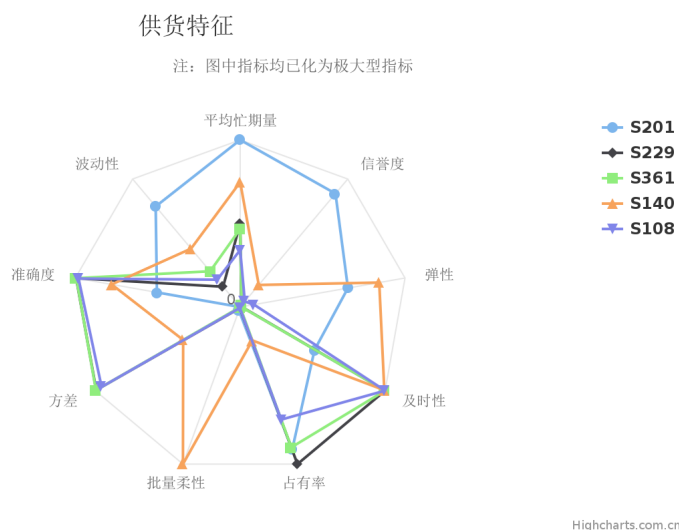 供货特征
注：图中指标均已化为极大型指标
平均忙期量
信誉度
弹性
及时性
占有率
批量柔性
方差
准确度
波动性
0
S201
S229
S361
S140
S108
Highcharts.com.cn